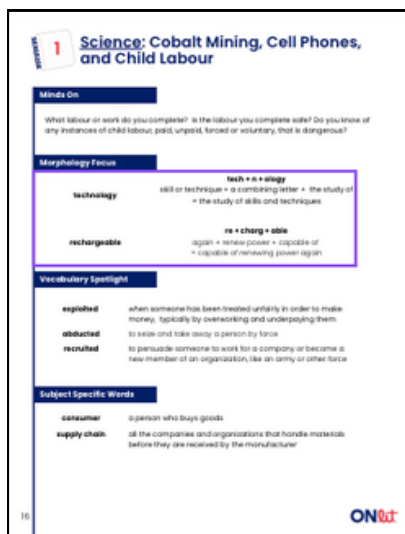 MINIMODE
1
Science: Cobalt Mining, Cell Phones,
and Child Labour
Minds On
What labour or work do you complete? Is the labour you complete safe? Do you know of
any instances of child labour, paid, unpaid, forced or voluntary, that is dangerous?
Morphology Focus
tech + n + ology
technology skill or technique + a combining letter + the study of
= the study of skills and techniques
re + charg + able
rechargeable again + renew power + capable of
= capable of renewing power again
Vocabulary Spotlight
exploited when someone has been treated unfairly in order to make
money, typically by overworking and underpaying them
abducted to seize and take away a person by force
recruited to persuade someone to work for a company or become a
new member of an organization, like an army or other force
Subject Specific Words
consumer a person who buys goods
supply chain all the companies and organizations that handle materials
before they are received by the manufacturer
16
ONlit